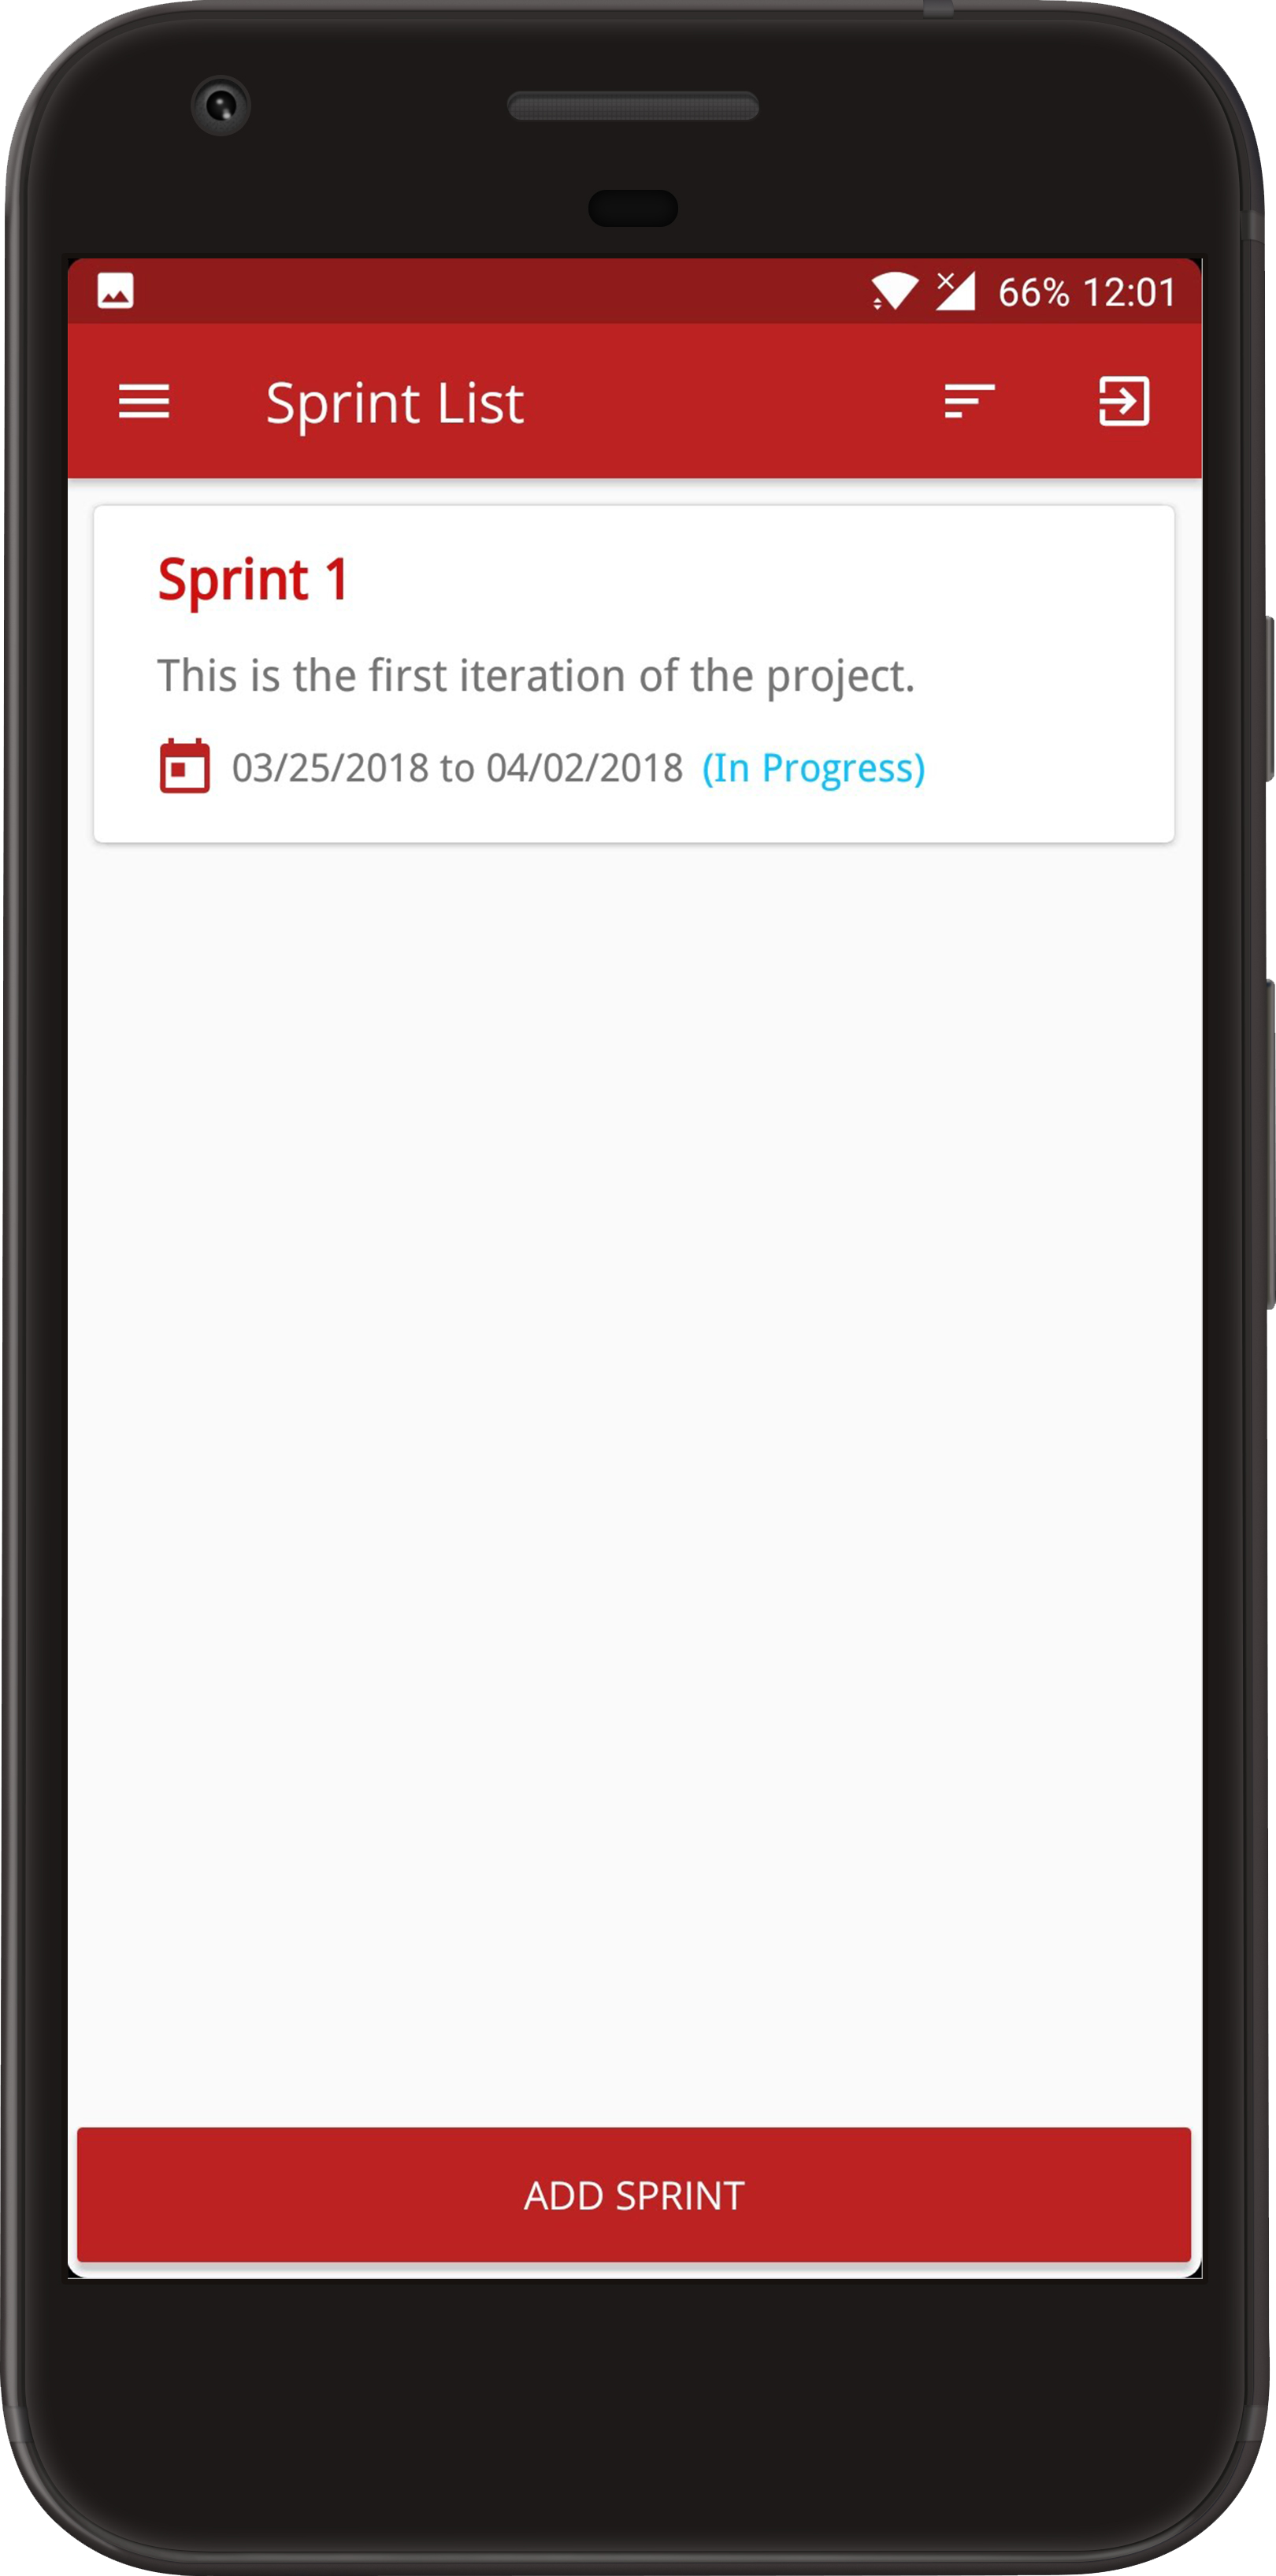 66% 12:01
Sprint List
Sprint 1
This is the first iteration of the project.
03/25/2018 to 04/02/2018 (In Progress)
ADD SPRINT